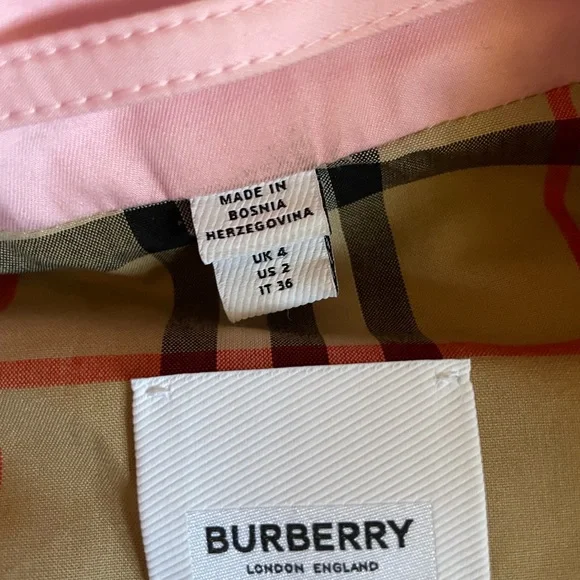 MADE IN
BOSNIA
HERZEGOVINA
UK 4
US 2
IT 36
BURBERRY
LONDON ENGLAND